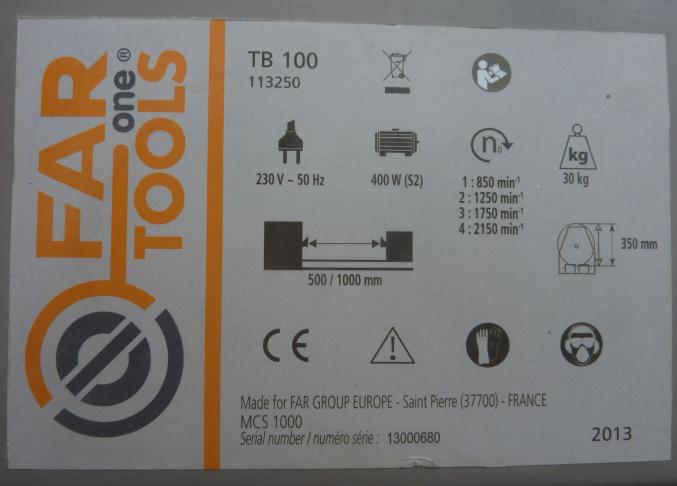 FAR
one®
TOOLS
TB 100
113250
n0
kg
230 V ~ 50 Hz
400 W (S2)
1 : 850 min-1
2 : 1250 min-1
3 : 1750 min-1
4 : 2150 min-1
30 kg
350 mm
500 / 1000 mm
CE
Made for FAR GROUP EUROPE - Saint Pierre (37700) - FRANCE
MCS 1000
Serial number / numéro série : 13000680
2013